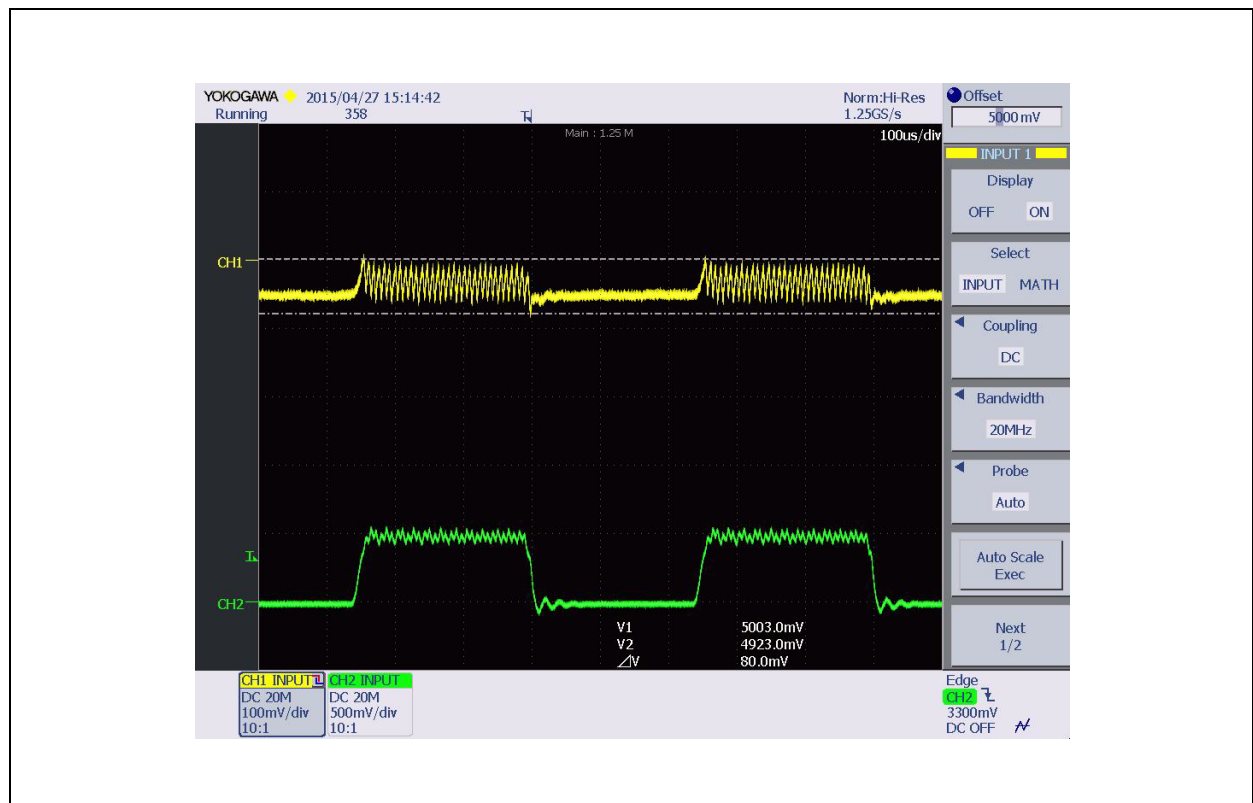 YOKOGAWA 2015/04/27 15:14:42 Norm:Hi-Res
Running 358 1.25GS/s
Main : 1.25 M 100us/div
Offset
5000 mV
INPUT 1
Display
OFF ON
Select
INPUT MATH
Coupling
DC
Bandwidth
20MHz
Probe
Auto
Auto Scale
Exec
Next
1/2
CH1
T
CH2
V1 5003.0mV
V2 4923.0mV
⊿V 80.0mV
CH1 INPUT CH2 INPUT
DC 20M DC 20M
100mV/div 500mV/div
10:1 10:1
Edge
CH2
3300mV
DC OFF